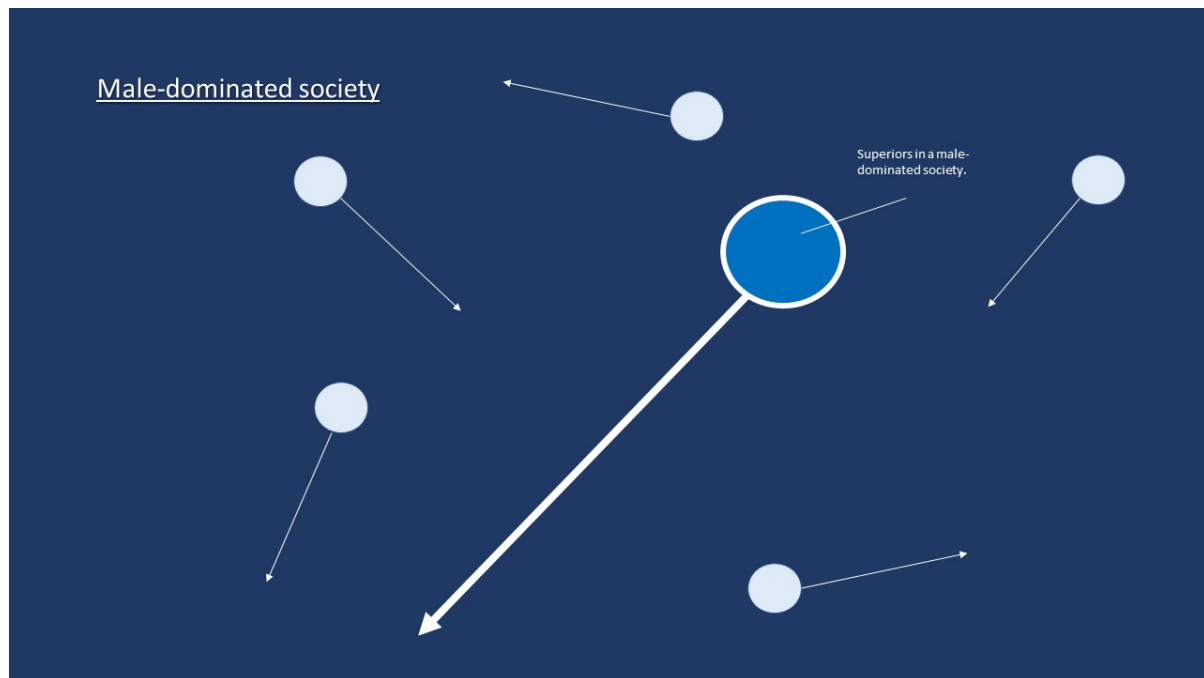 Male-dominated society
Superiors in a male-
dominated society.